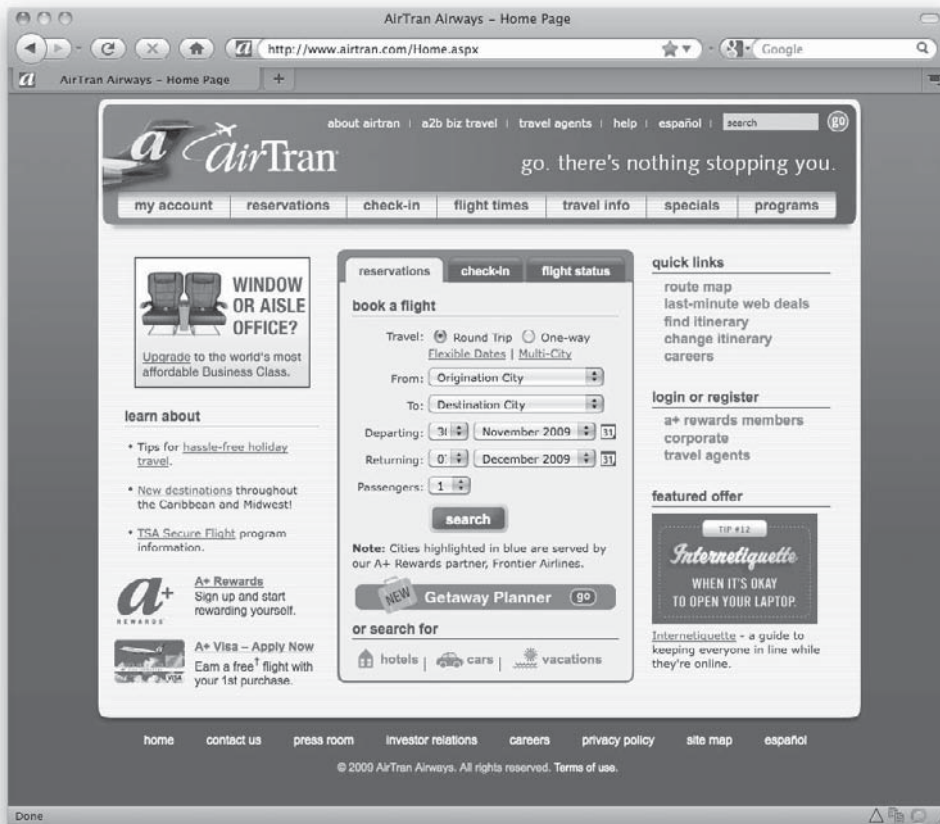 AirTran Airways – Home Page
http://www.airtran.com/Home.aspx
Google
AirTran Airways – Home Page
about airtran | a2b biz travel | travel agents | help | español | search go
a airTran
go. there's nothing stopping you.
my account reservations check-in flight times travel info specials programs
WINDOW
OR AISLE
OFFICE?
Upgrade to the world's most
affordable Business Class.
learn about
• Tips for hassle-free holiday
travel.
• New destinations throughout
the Caribbean and Midwest!
• TSA Secure Flight program
information.
a+
REWARDS
A+ Rewards
Sign up and start
rewarding yourself.
VISA
A+ Visa – Apply Now
Earn a free† flight with
your 1st purchase.
reservations check-in flight status
book a flight
Travel: Round Trip One-way
Flexible Dates | Multi-City
From: Origination City
To: Destination City
Departing: November 2009 31
Returning: December 2009 31
Passengers: 1
search
Note: Cities highlighted in blue are served by
our A+ Rewards partner, Frontier Airlines.
NEW Getaway Planner go
or search for
hotels | cars | vacations
quick links
route map
last-minute web deals
find itinerary
change itinerary
careers
login or register
a+ rewards members
corporate
travel agents
featured offer
TIP #12
Internetiquette
WHEN IT'S OKAY
TO OPEN YOUR LAPTOP.
Internetiquette - a guide to
keeping everyone in line while
they're online.
home contact us press room investor relations careers privacy policy site map español
© 2009 AirTran Airways. All rights reserved. Terms of use.
Done